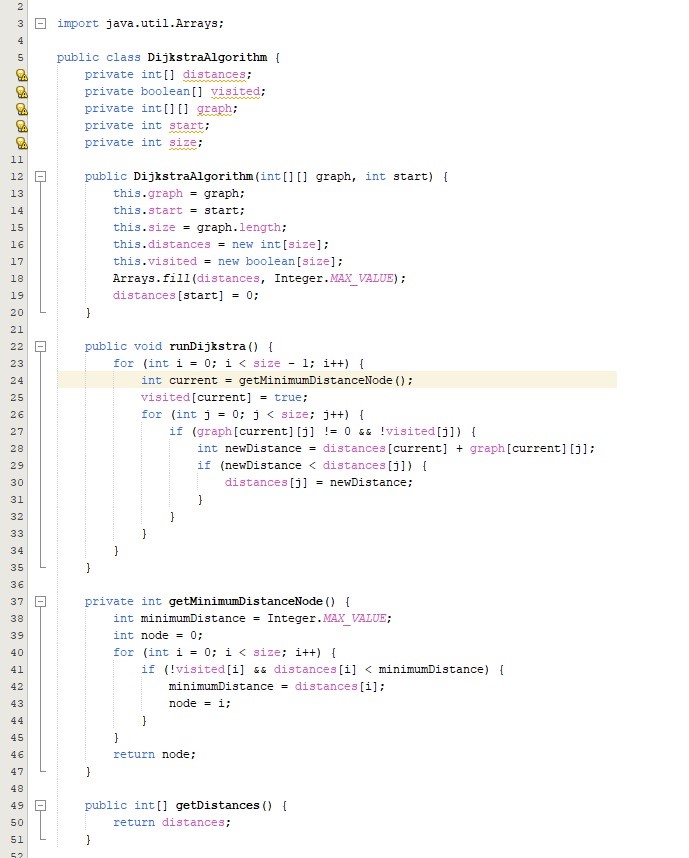 2
3 import java.util.Arrays;
4
5 public class DijkstraAlgorithm {
private int[] distances;
private boolean[] visited;
private int[][] graph;
private int start;
private int size;
11
12 public DijkstraAlgorithm(int[][] graph, int start) {
13 this.graph = graph;
14 this.start = start;
15 this.size = graph.length;
16 this.distances = new int[size];
17 this.visited = new boolean[size];
18 Arrays.fill(distances, Integer.MAX_VALUE);
19 distances[start] = 0;
20 }
21
22 public void runDijkstra() {
23 for (int i = 0; i < size - 1; i++) {
24 int current = getMinimumDistanceNode();
25 visited[current] = true;
26 for (int j = 0; j < size; j++) {
27 if (graph[current][j] != 0 && !visited[j]) {
28 int newDistance = distances[current] + graph[current][j];
29 if (newDistance < distances[j]) {
30 distances[j] = newDistance;
31 }
32 }
33 }
34 }
35 }
36
37 private int getMinimumDistanceNode() {
38 int minimumDistance = Integer.MAX_VALUE;
39 int node = 0;
40 for (int i = 0; i < size; i++) {
41 if (!visited[i] && distances[i] < minimumDistance) {
42 minimumDistance = distances[i];
43 node = i;
44 }
45 }
46 return node;
47 }
48
49 public int[] getDistances() {
50 return distances;
51 }
52